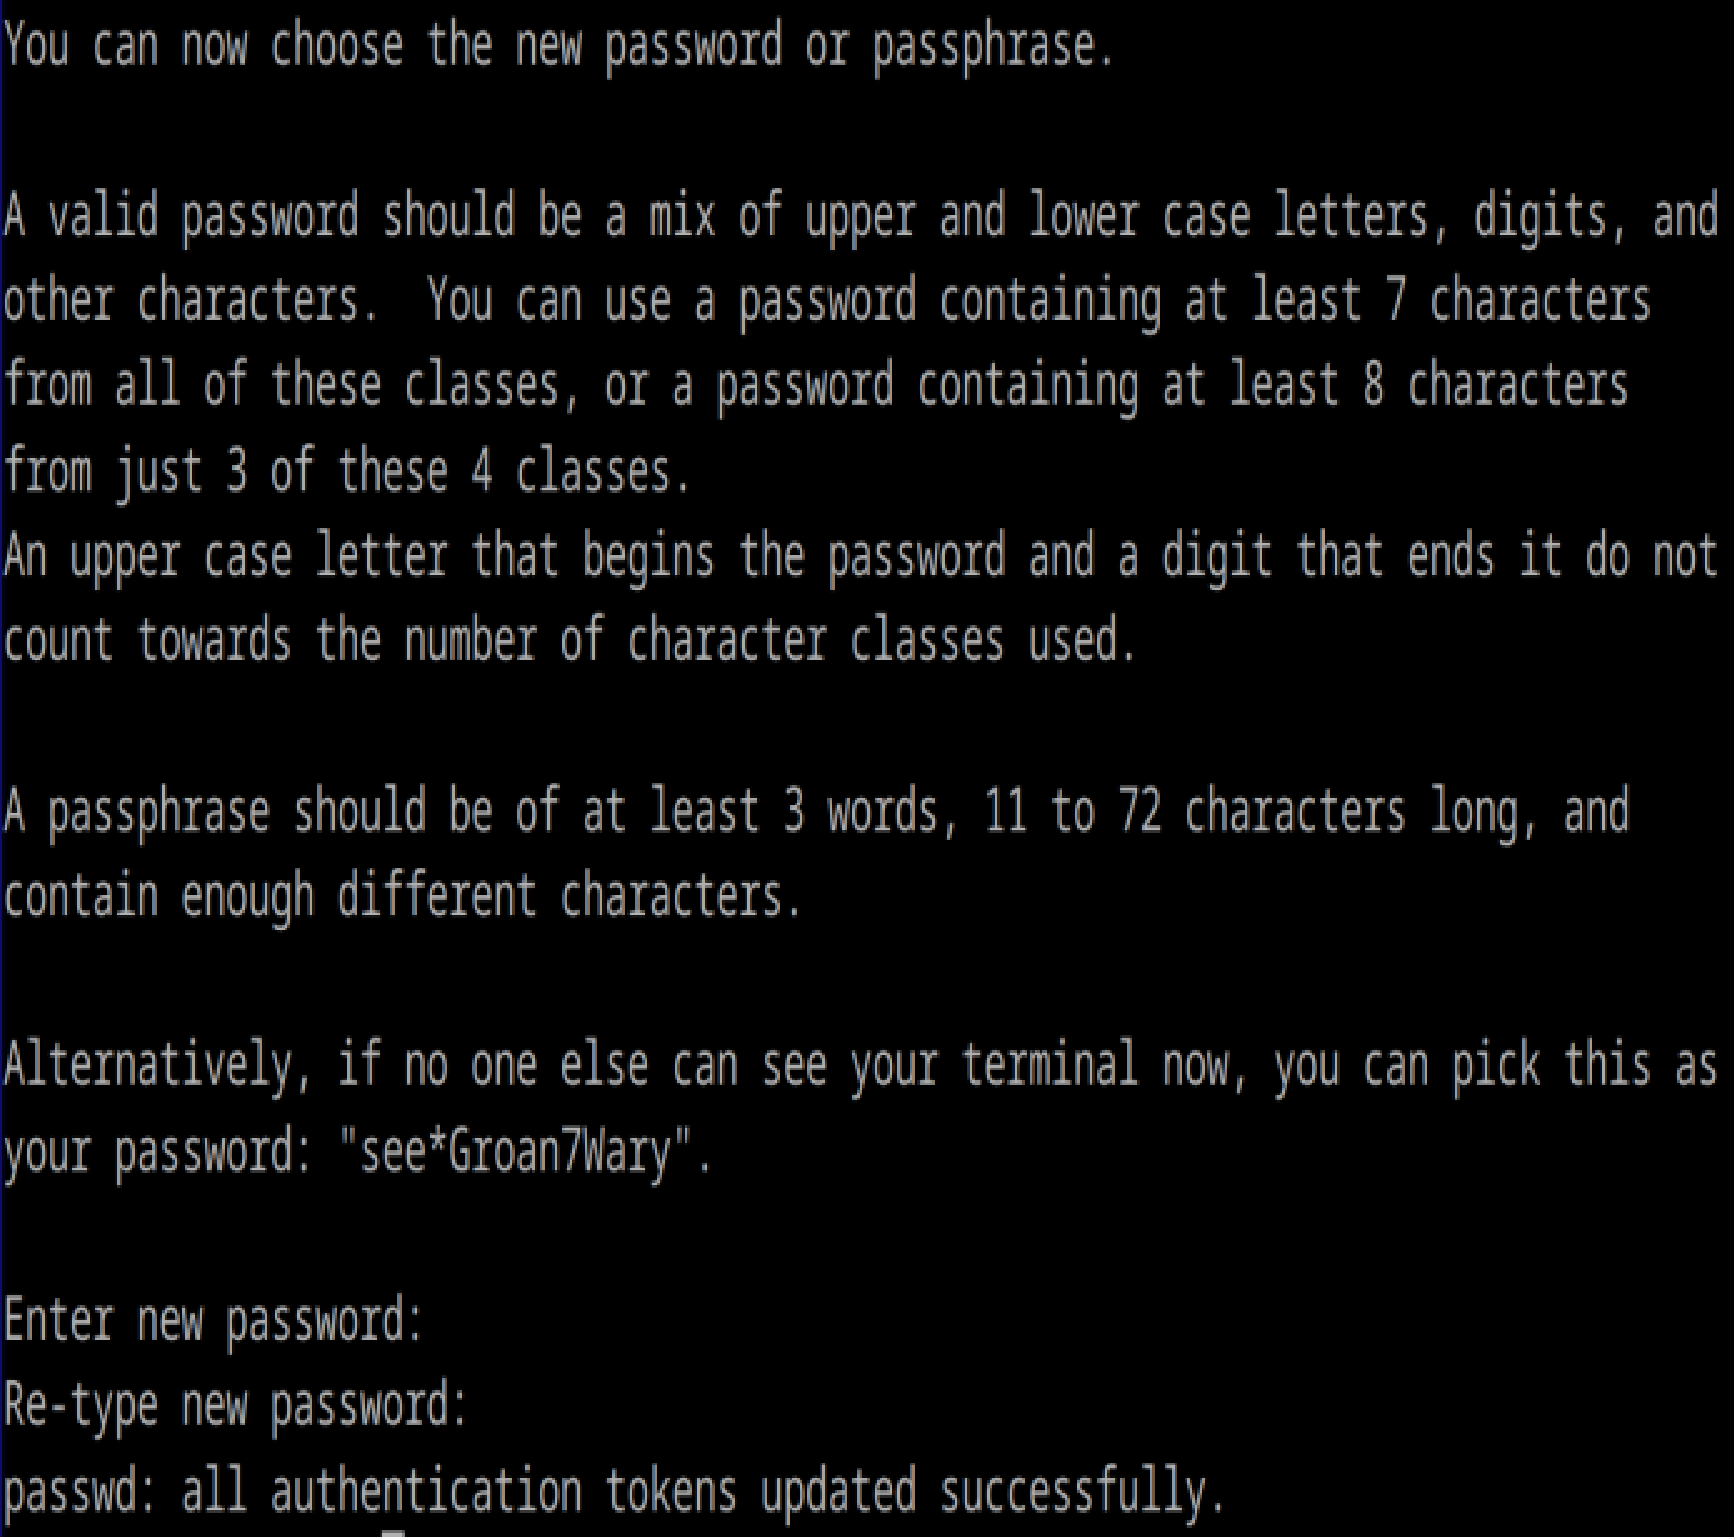 You can now choose the new password or passphrase.
A valid password should be a mix of upper and lower case letters, digits, and
other characters.  You can use a password containing at least 7 characters
from all of these classes, or a password containing at least 8 characters
from just 3 of these 4 classes.
An upper case letter that begins the password and a digit that ends it do not
count towards the number of character classes used.
A passphrase should be of at least 3 words, 11 to 72 characters long, and
contain enough different characters.
Alternatively, if no one else can see your terminal now, you can pick this as
your password: "see*Groan7Wary".
Enter new password:
Re-type new password:
passwd: all authentication tokens updated successfully.